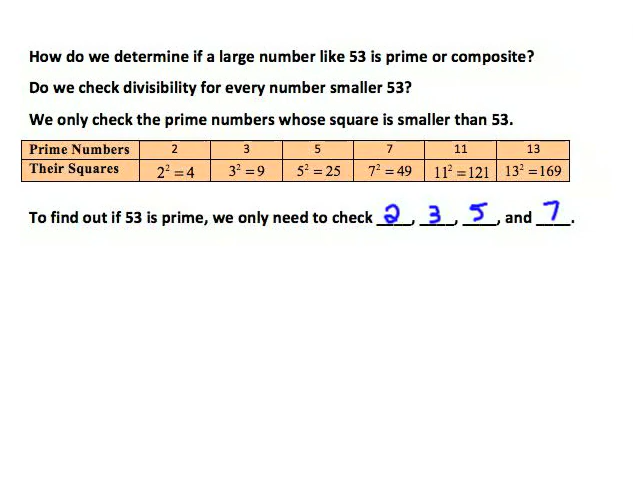 How do we determine if a large number like 53 is prime or composite?
Do we check divisibility for every number smaller 53?
We only check the prime numbers whose square is smaller than 53.
Prime Numbers 2 3 5 7 11 13
Their Squares 2² = 4 3² = 9 5² = 25 7² = 49 11² = 121 13² = 169
To find out if 53 is prime, we only need to check 2, 3, 5, and 7.